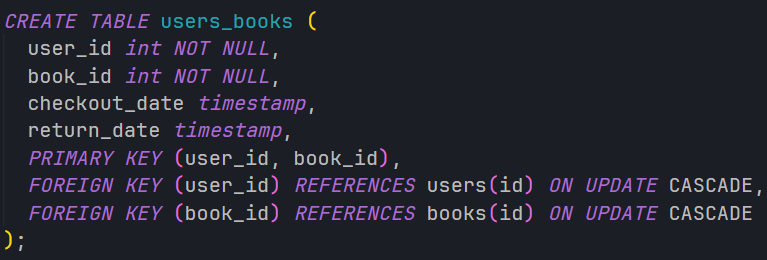 CREATE TABLE users_books (
  user_id int NOT NULL,
  book_id int NOT NULL,
  checkout_date timestamp,
  return_date timestamp,
  PRIMARY KEY (user_id, book_id),
  FOREIGN KEY (user_id) REFERENCES users(id) ON UPDATE CASCADE,
  FOREIGN KEY (book_id) REFERENCES books(id) ON UPDATE CASCADE
);